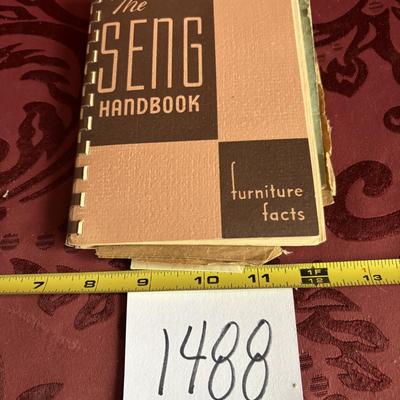 The
SENG
HANDBOOK
furniture
facts
7 8 9 10 11 1F 12 13
1488